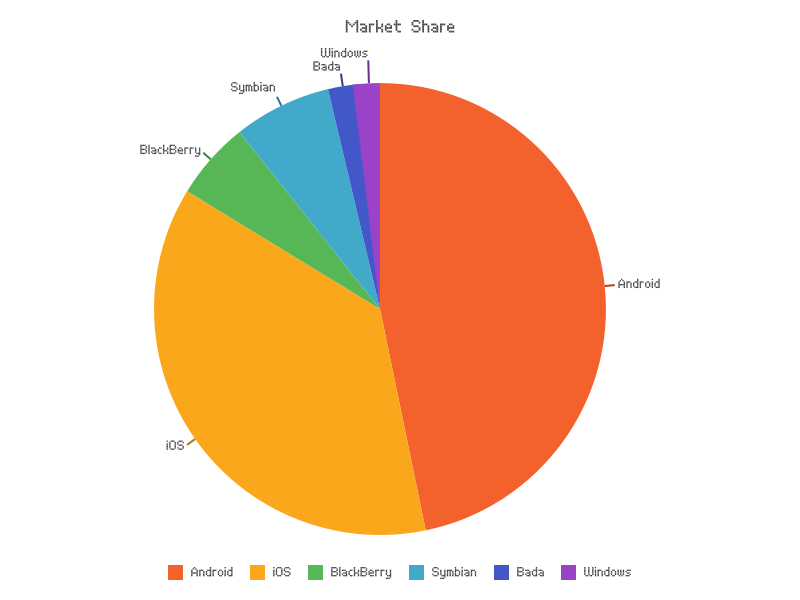 Market Share
Windows
Bada
Symbian
BlackBerry
Android
iOS
Android iOS BlackBerry Symbian Bada Windows